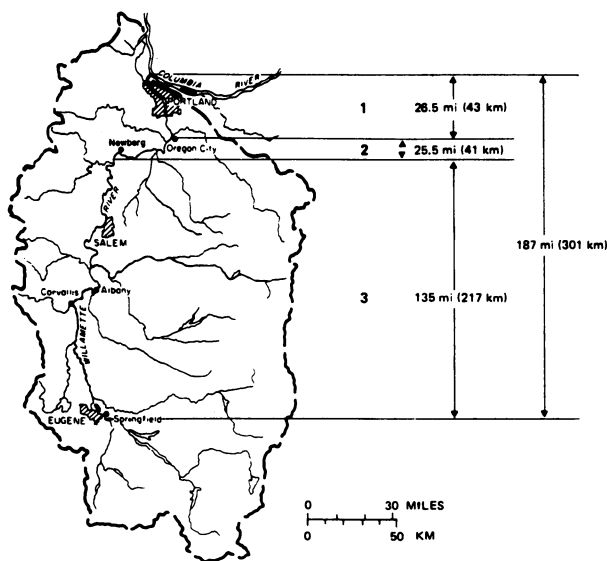 COLUMBIA
RIVER
PORTLAND
1
26.5 mi (43 km)
Newberg
Oregon City
2
25.5 mi (41 km)
RIVER
SALEM
187 mi (301 km)
Corvallis
Albany
3
135 mi (217 km)
WILLAMETTE
EUGENE
Springfield
0 30 MILES
0 50 KM